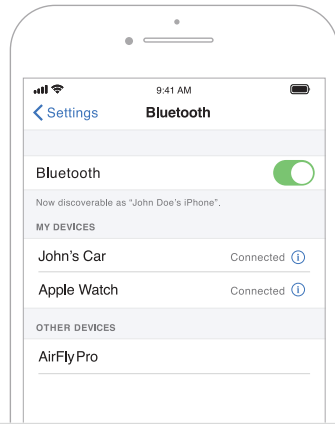 9:41 AM
Settings
Bluetooth
Bluetooth
Now discoverable as “John Doe’s iPhone”.
MY DEVICES
John’s Car Connected
Apple Watch Connected
OTHER DEVICES
AirFly Pro